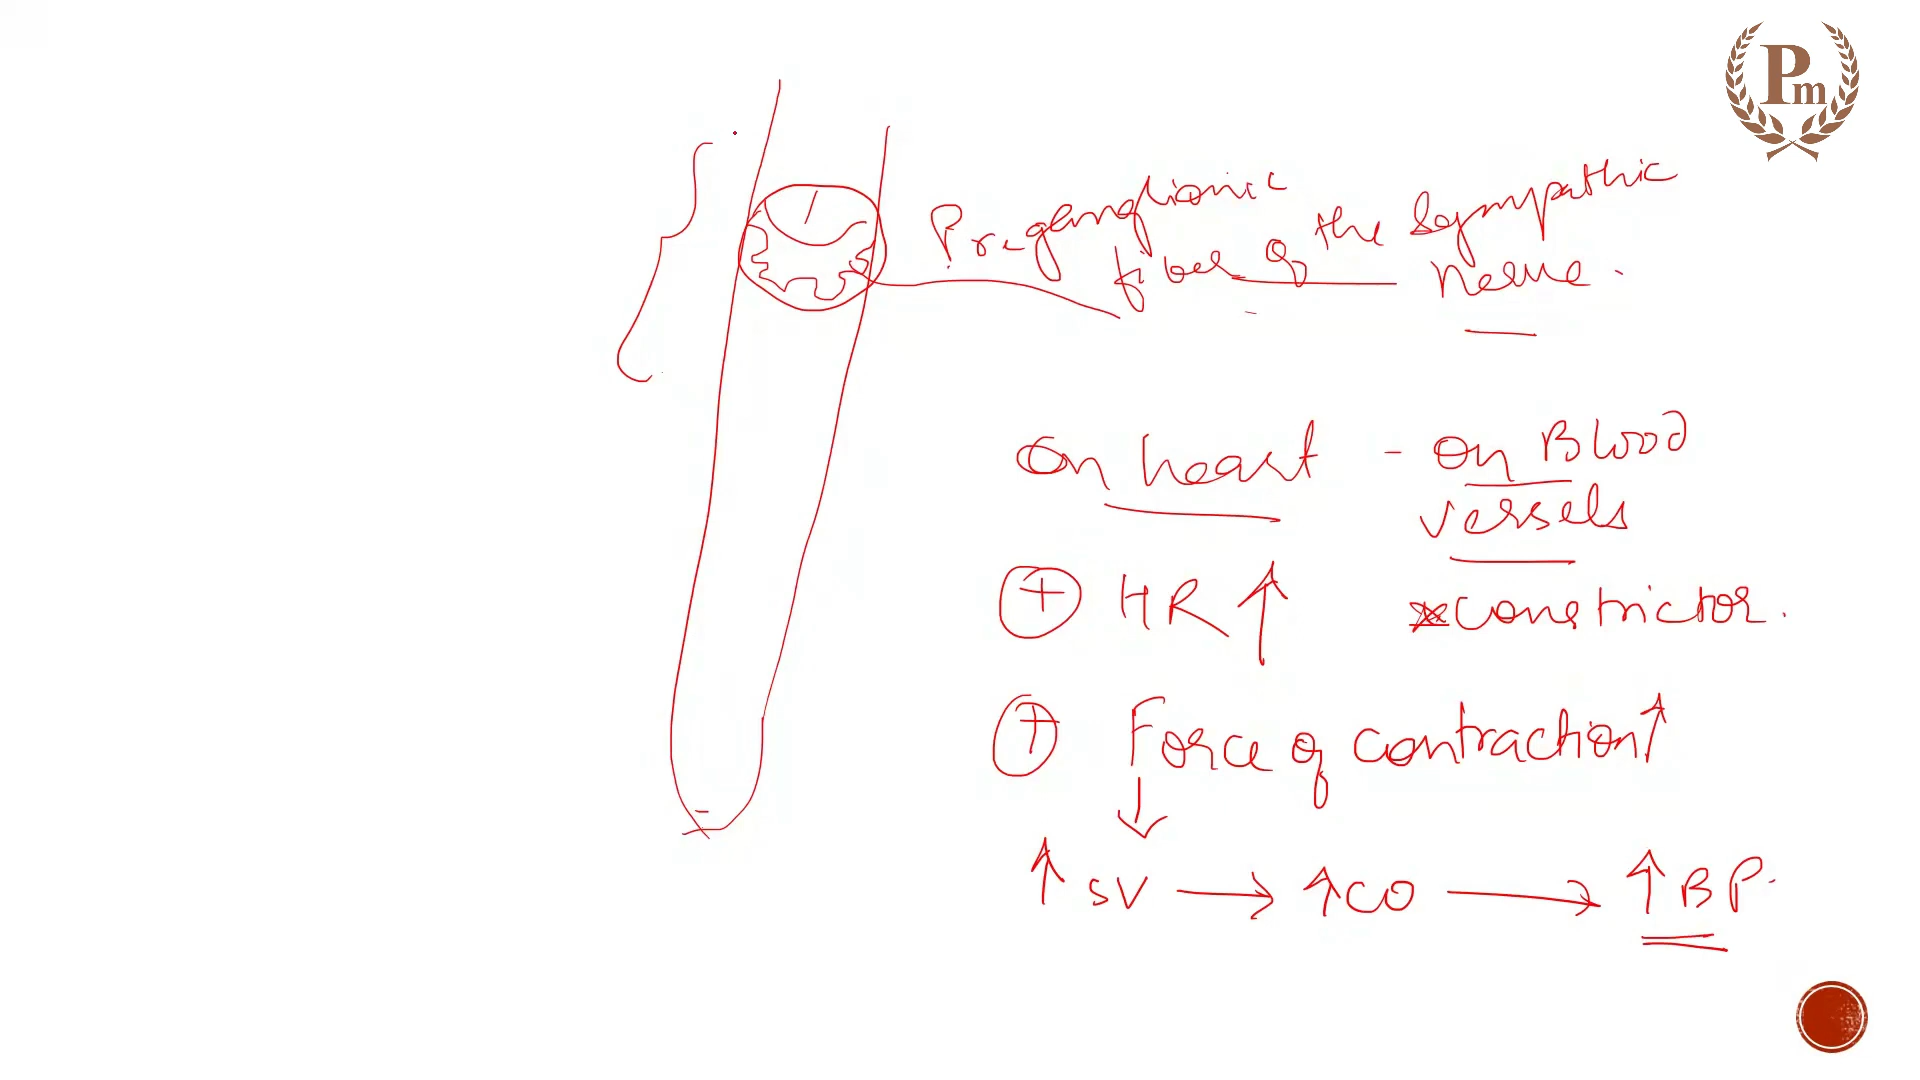 Pm
Preganglionic
fiber of the sympathic
nerve.
On heart - On Blood
vessels
+ HR ↑ constrictor.
+ Force of contraction ↑
↓
↑ SV → ↑ CO → ↑ BP.